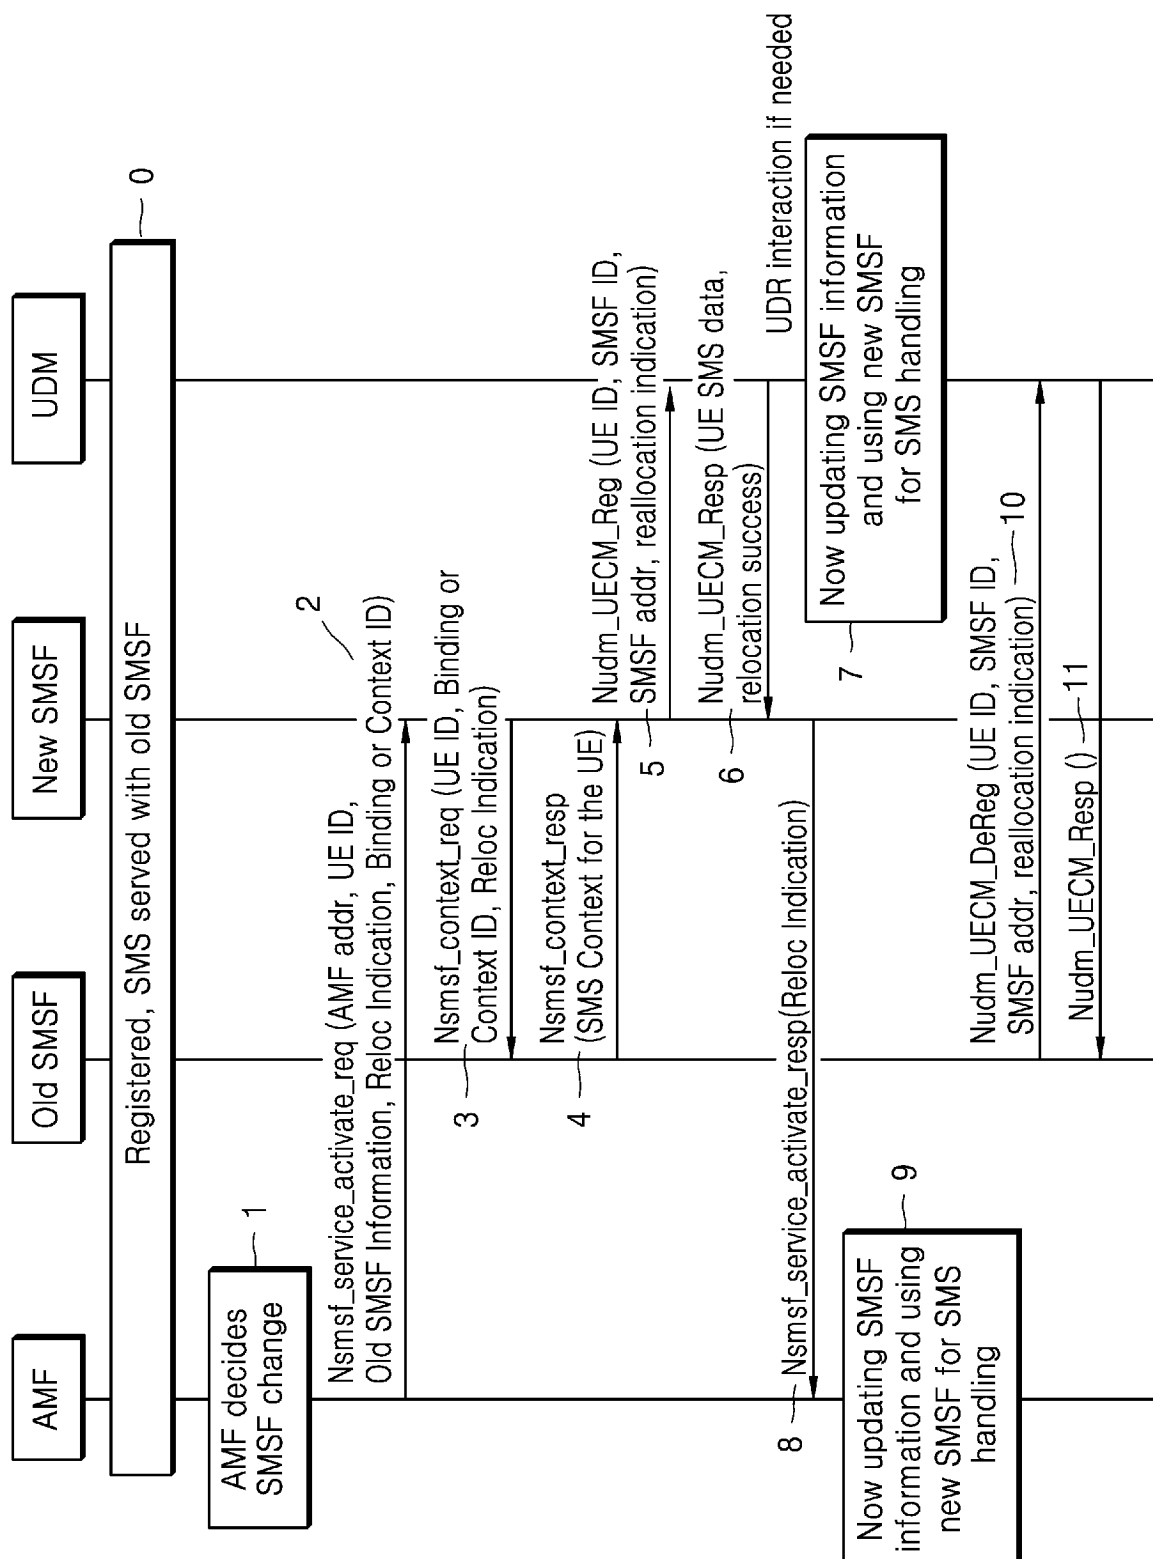 AMF
Old SMSF
New SMSF
UDM
Registered, SMS served with old SMSF
0
AMF decides
SMSF change
1
Nsmsf_service_activate_req (AMF addr, UE ID,
Old SMSF Information, Reloc Indication, Binding or Context ID)
2
Nsmsf_context_req (UE ID, Binding or
Context ID, Reloc Indication)
3
Nsmsf_context_resp
(SMS Context for the UE)
4
Nudm_UECM_Reg (UE ID, SMSF ID,
SMSF addr, reallocation indication)
5
Nudm_UECM_Resp (UE SMS data,
relocation success)
6
UDR interaction if needed
Now updating SMSF information
and using new SMSF
for SMS handling
7
Nsmsf_service_activate_resp(Reloc Indication)
8
Now updating SMSF
information and using
new SMSF for SMS
handling
9
Nudm_UECM_DeReg (UE ID, SMSF ID,
SMSF addr, reallocation indication)
10
Nudm_UECM_Resp ()
11